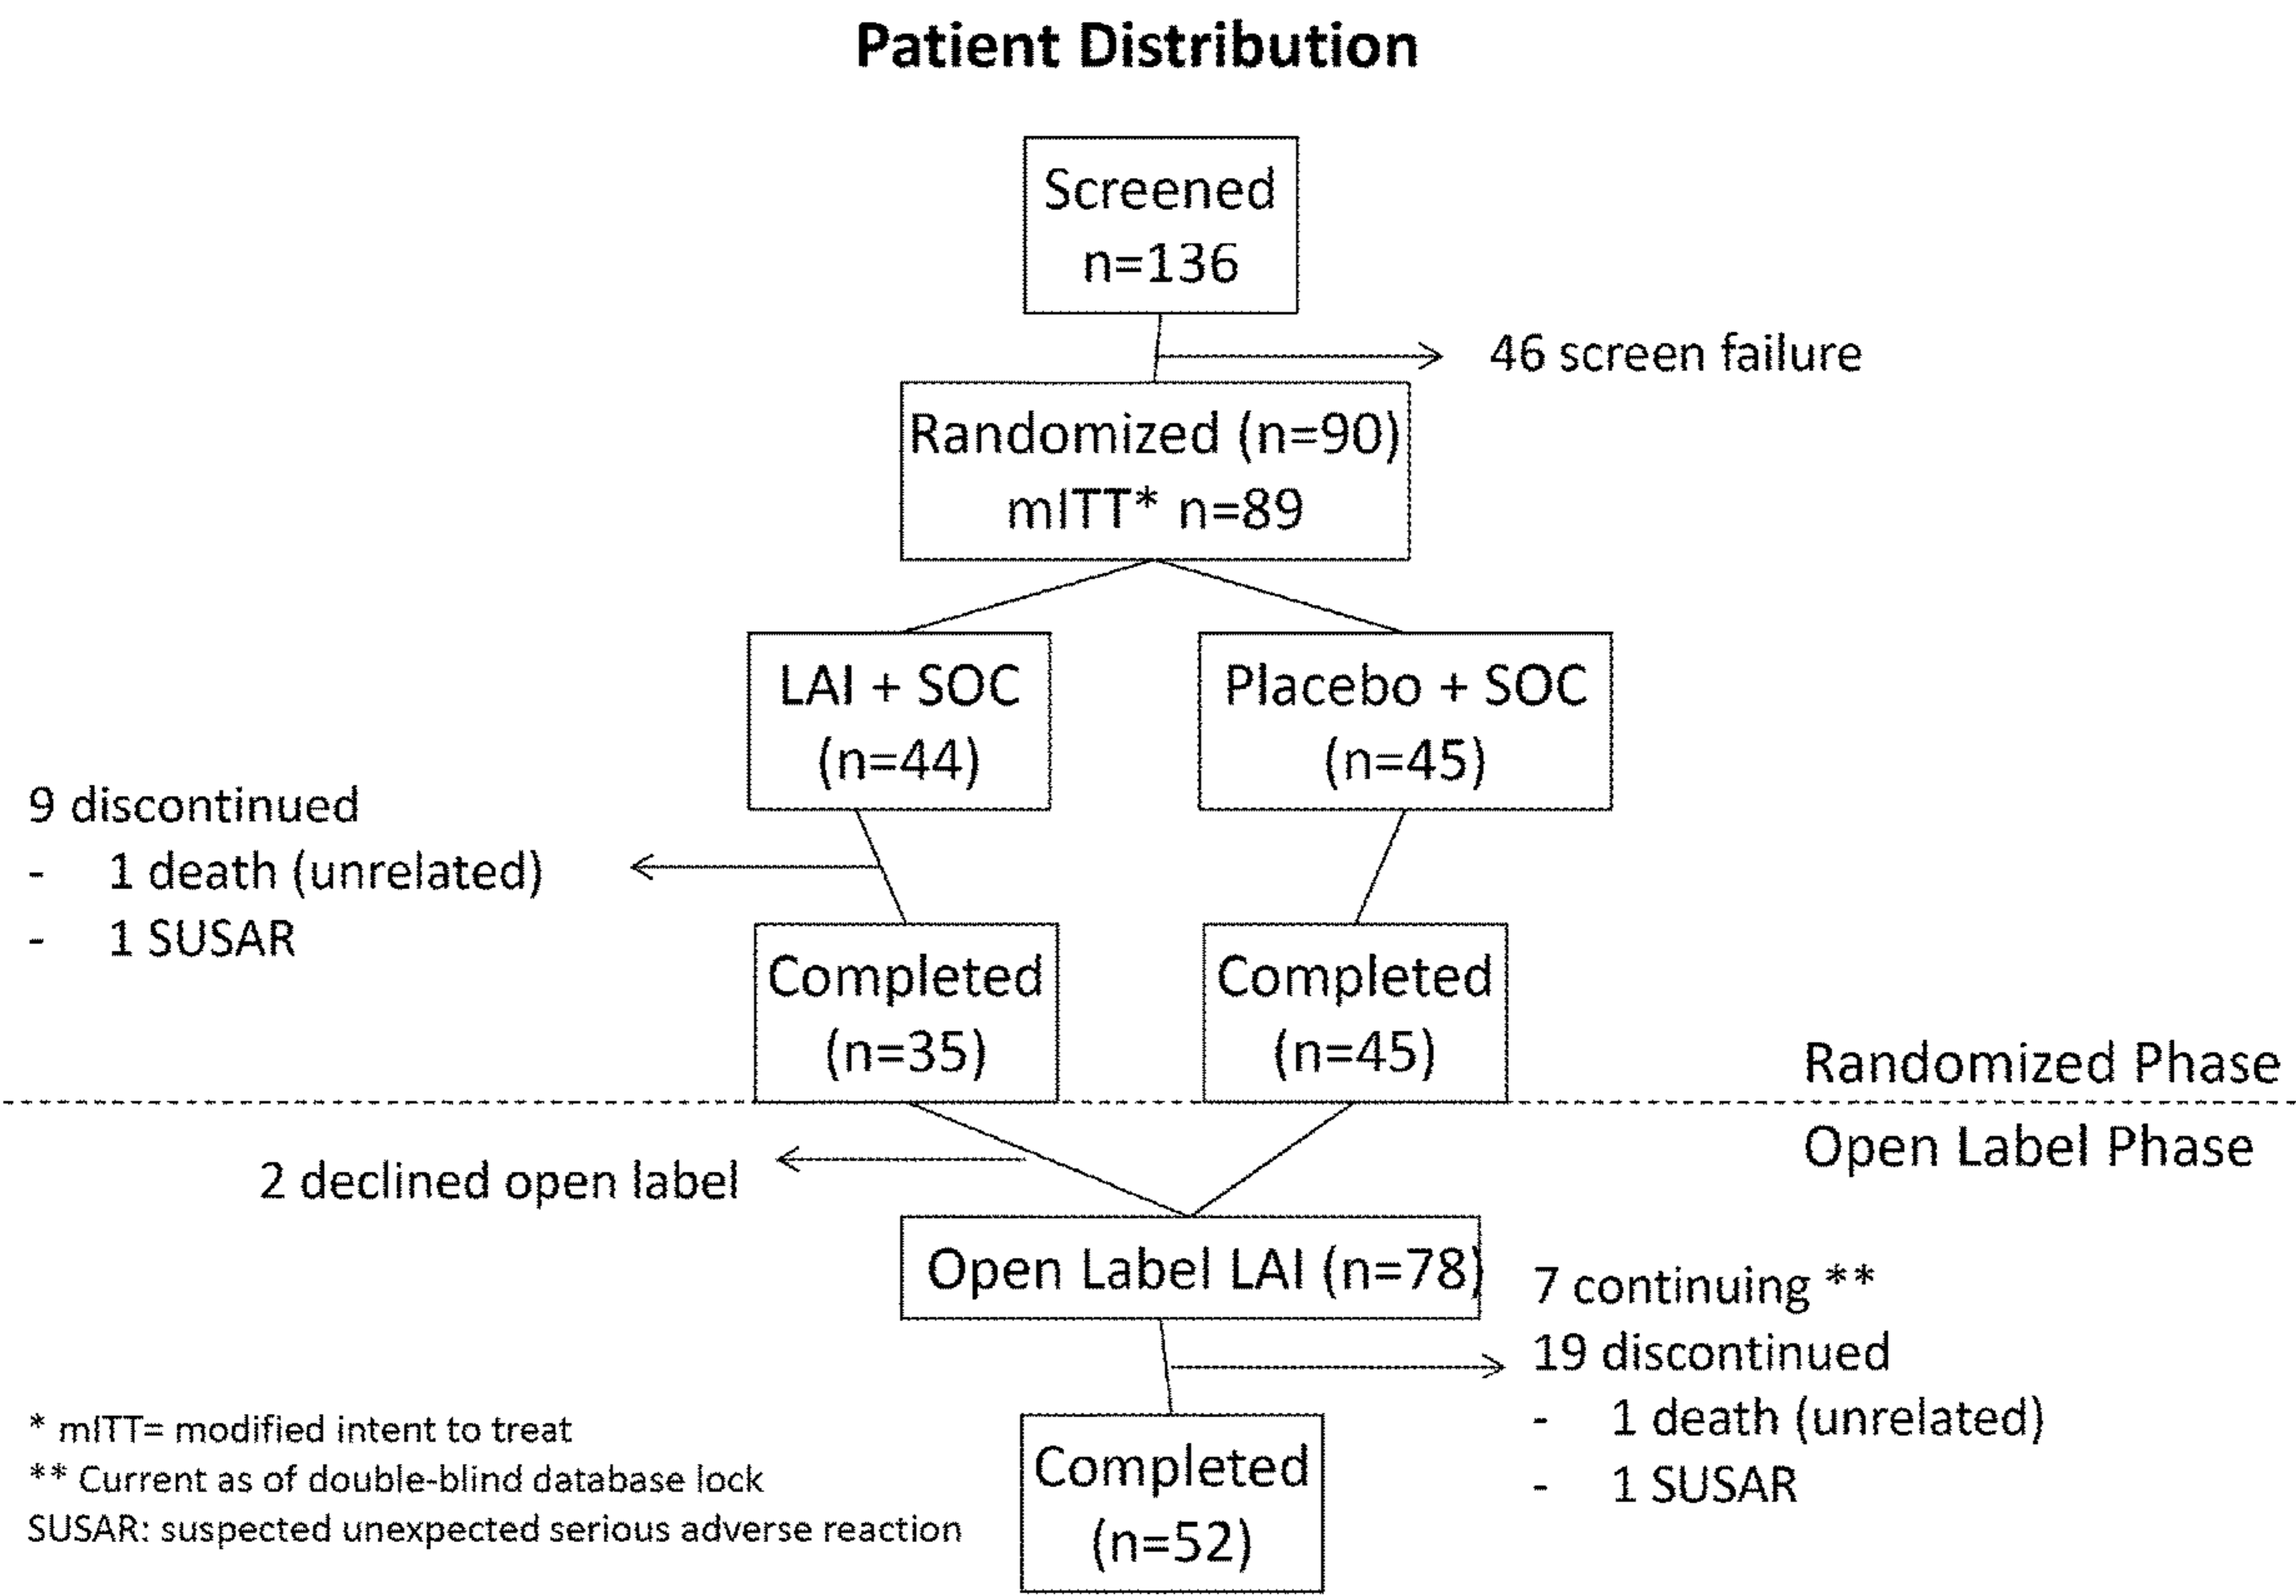 Patient Distribution
Screened
n=136
46 screen failure
Randomized (n=90)
mITT* n=89
LAI + SOC
(n=44)
Placebo + SOC
(n=45)
9 discontinued
- 1 death (unrelated)
- 1 SUSAR
Completed
(n=35)
Completed
(n=45)
Randomized Phase
Open Label Phase
2 declined open label
Open Label LAI (n=78)
7 continuing **
19 discontinued
- 1 death (unrelated)
- 1 SUSAR
Completed
(n=52)
* mITT= modified intent to treat
** Current as of double-blind database lock
SUSAR: suspected unexpected serious adverse reaction